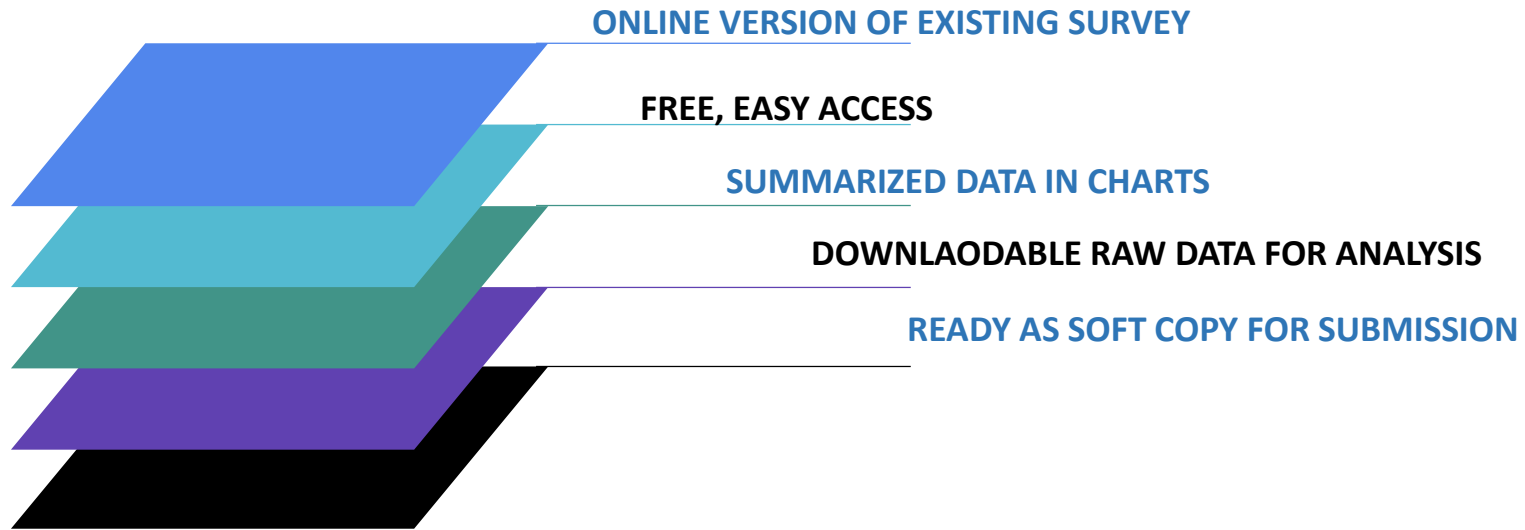 ONLINE VERSION OF EXISTING SURVEY
FREE, EASY ACCESS
SUMMARIZED DATA IN CHARTS
DOWNLAODABLE RAW DATA FOR ANALYSIS
READY AS SOFT COPY FOR SUBMISSION